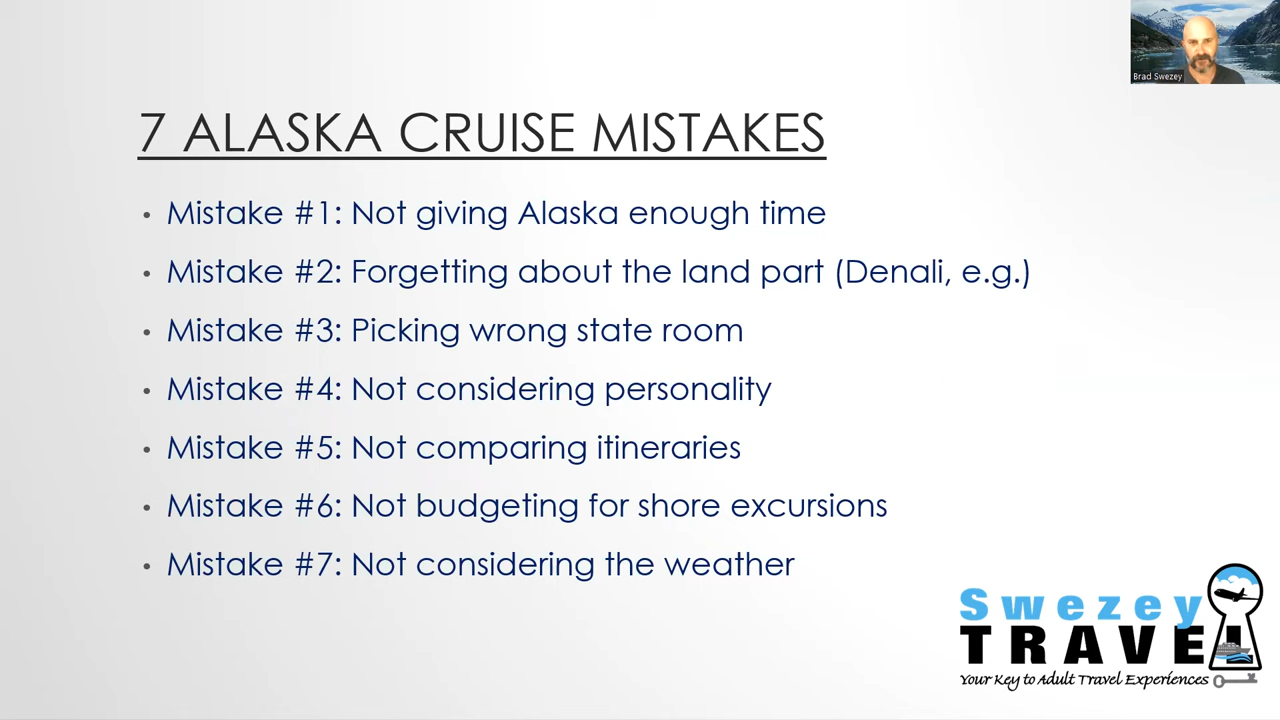 Brad Swezey
7 ALASKA CRUISE MISTAKES
• Mistake #1: Not giving Alaska enough time
• Mistake #2: Forgetting about the land part (Denali, e.g.)
• Mistake #3: Picking wrong state room
• Mistake #4: Not considering personality
• Mistake #5: Not comparing itineraries
• Mistake #6: Not budgeting for shore excursions
• Mistake #7: Not considering the weather
Swezey
TRAVEL
Your Key to Adult Travel Experiences